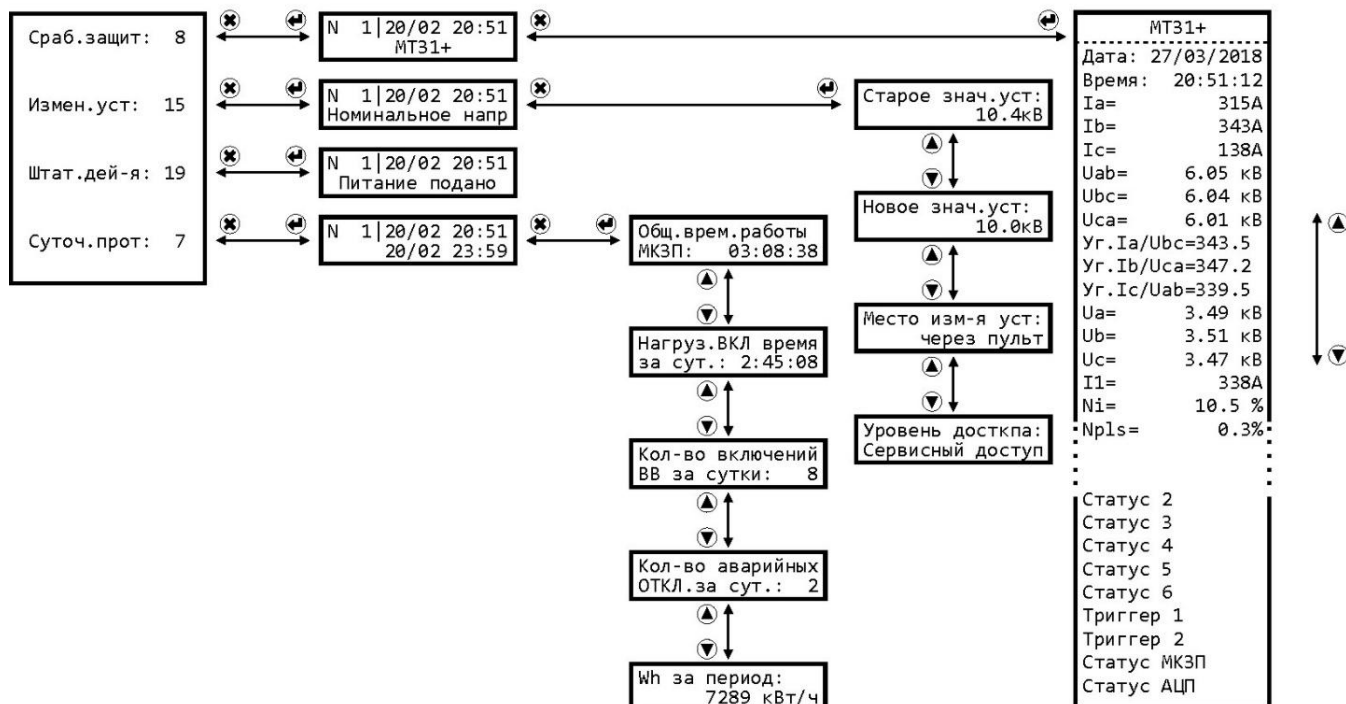 Сраб.защит: 8
Измен.уст: 15
Штат.дей-я: 19
Суточ.прот: 7
N 1|20/02 20:51
МТЗ1+
N 1|20/02 20:51
Номинальное напр
N 1|20/02 20:51
Питание подано
N 1|20/02 20:51
20/02 23:59
Общ.врем.работы
МКЗП: 03:08:38
Нагруз.ВКЛ время
за сут.: 2:45:08
Кол-во включений
ВВ за сутки: 8
Кол-во аварийных
ОТКЛ.за сут.: 2
Wh за период:
7289 кВт/ч
Старое знач.уст:
10.4кВ
Новое знач.уст:
10.0кВ
Место изм-я уст:
через пульт
Уровень досткпа:
Сервисный доступ
МТЗ1+
Дата: 27/03/2018
Время: 20:51:12
Ia= 315А
Ib= 343А
Ic= 138А
Uab= 6.05 кВ
Ubc= 6.04 кВ
Uca= 6.01 кВ
Уг.Ia/Ubc=343.5
Уг.Ib/Uca=347.2
Уг.Ic/Uab=339.5
Ua= 3.49 кВ
Ub= 3.51 кВ
Uc= 3.47 кВ
I1= 338А
Ni= 10.5 %
Npls= 0.3%
Статус 2
Статус 3
Статус 4
Статус 5
Статус 6
Триггер 1
Триггер 2
Статус МКЗП
Статус АЦП